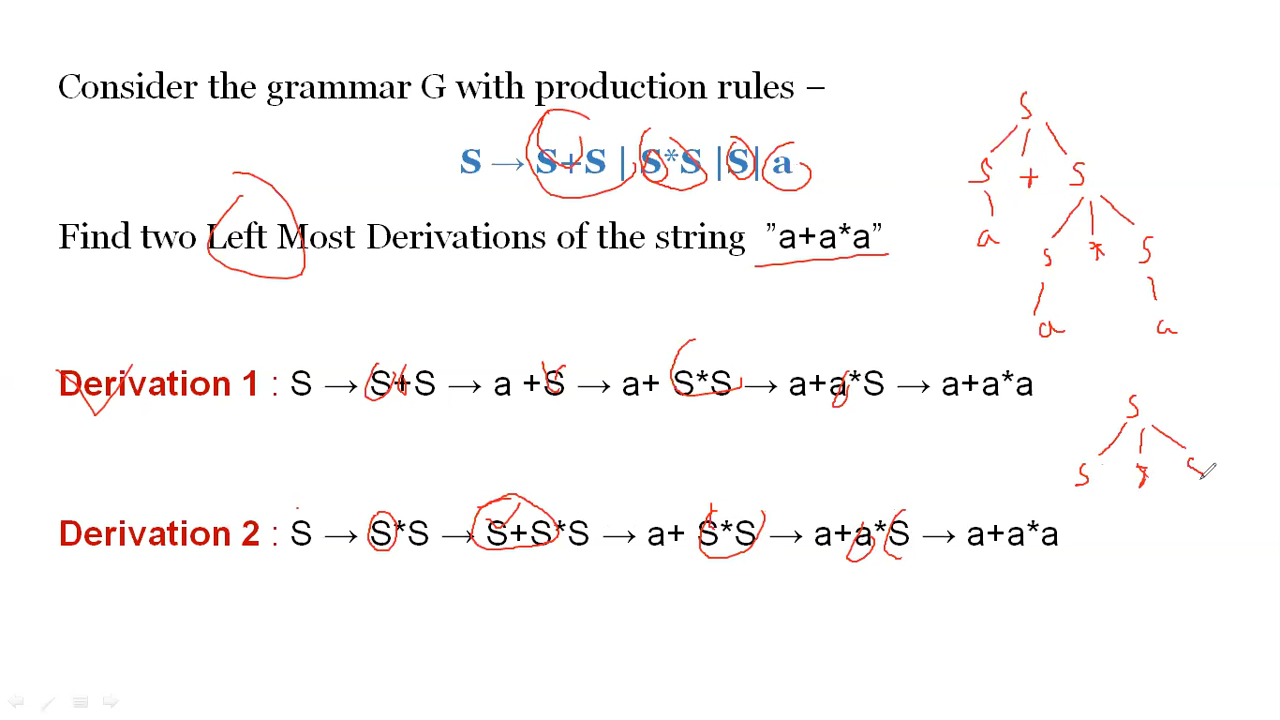 Consider the grammar G with production rules –
S → S+S | S*S |S| a
Find two Left Most Derivations of the string ”a+a*a”
Derivation 1 : S → S+S → a +S → a+ S*S → a+a*S → a+a*a
Derivation 2 : S → S*S → S+S*S → a+ S*S → a+a*S → a+a*a
S
S + S
a
S * S
a a
S
S * S